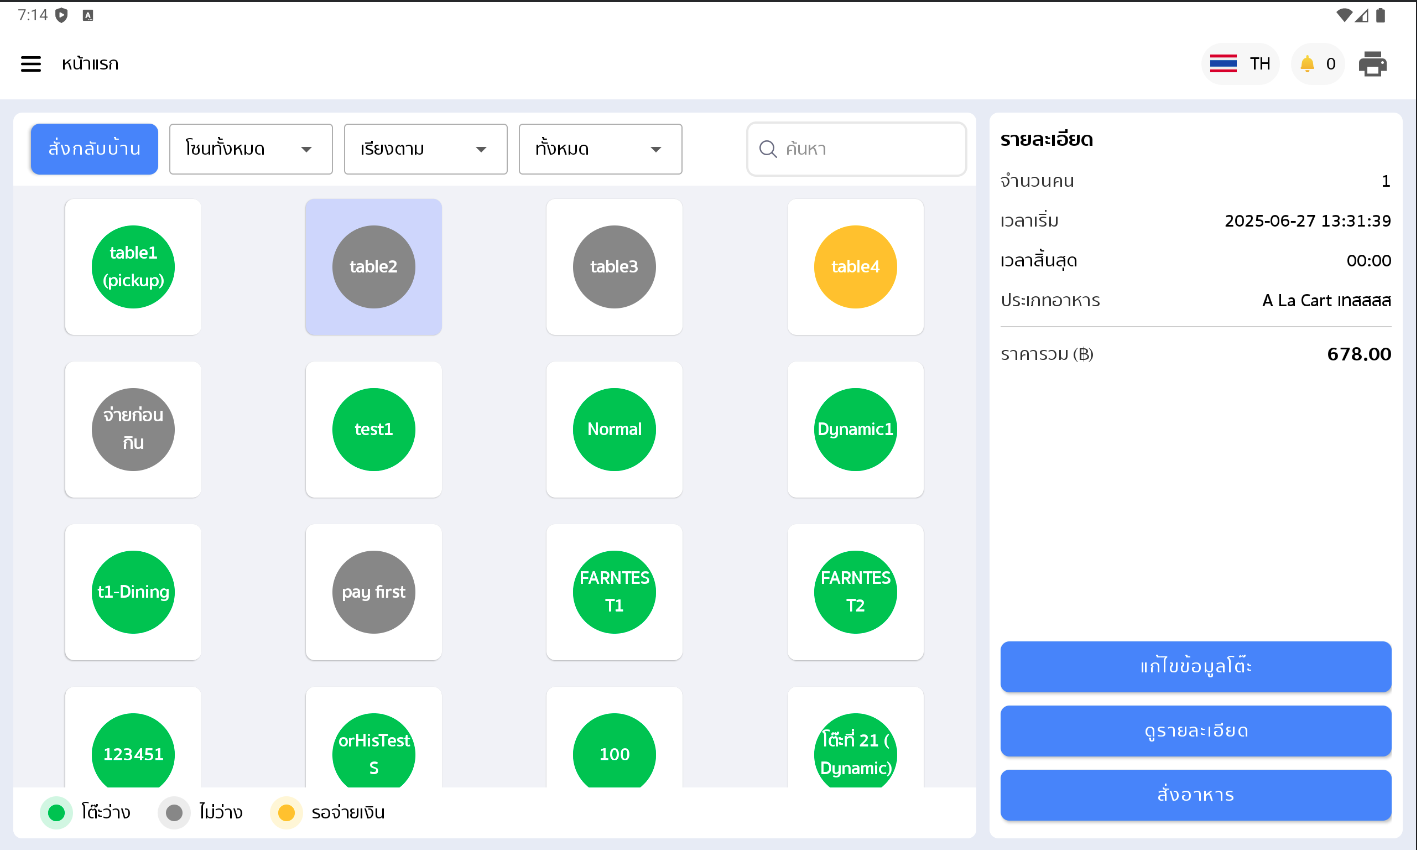 7:14
หน้าแรก
TH
0
สั่งกลับบ้าน
โซนทั้งหมด
เรียงตาม
ทั้งหมด
ค้นหา
table1
(pickup)
table2
table3
table4
จ่ายก่อน
กิน
test1
Normal
Dynamic1
t1-Dining
pay first
FARNTES
T1
FARNTES
T2
123451
orHisTest
S
100
โต๊ะที่ 21 (
Dynamic)
โต๊ะว่าง
ไม่ว่าง
รอจ่ายเงิน
รายละเอียด
จำนวนคน 1
เวลาเริ่ม 2025-06-27 13:31:39
เวลาสิ้นสุด 00:00
ประเภทอาหาร A La Cart เทสสสส
ราคารวม (฿) 678.00
แก้ไขข้อมูลโต๊ะ
ดูรายละเอียด
สั่งอาหาร